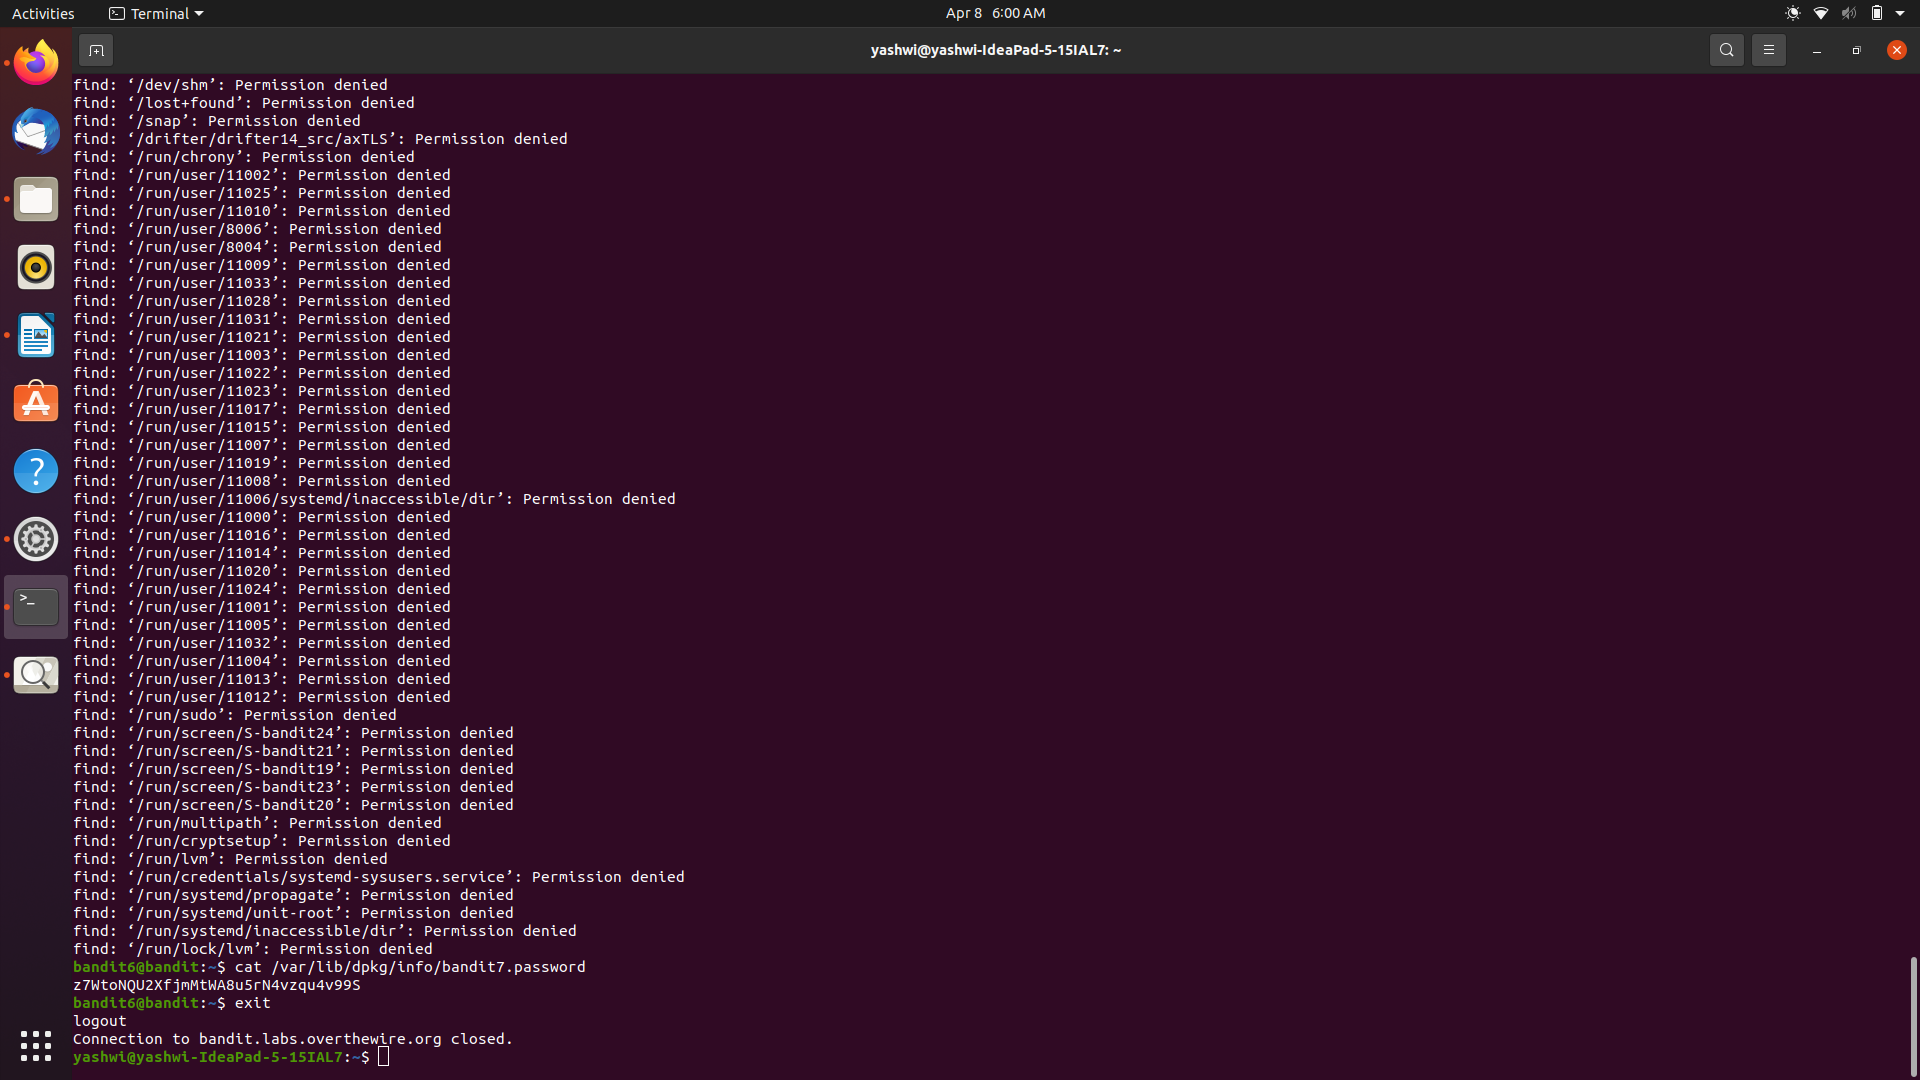 Activities
Terminal
Apr 8 6:00 AM
yashwi@yashwi-IdeaPad-5-15IAL7: ~
find: ‘/dev/shm’: Permission denied
find: ‘/lost+found’: Permission denied
find: ‘/snap’: Permission denied
find: ‘/drifter/drifter14_src/axTLS’: Permission denied
find: ‘/run/chrony’: Permission denied
find: ‘/run/user/11002’: Permission denied
find: ‘/run/user/11025’: Permission denied
find: ‘/run/user/11010’: Permission denied
find: ‘/run/user/8006’: Permission denied
find: ‘/run/user/8004’: Permission denied
find: ‘/run/user/11009’: Permission denied
find: ‘/run/user/11033’: Permission denied
find: ‘/run/user/11028’: Permission denied
find: ‘/run/user/11031’: Permission denied
find: ‘/run/user/11021’: Permission denied
find: ‘/run/user/11003’: Permission denied
find: ‘/run/user/11022’: Permission denied
find: ‘/run/user/11023’: Permission denied
find: ‘/run/user/11017’: Permission denied
find: ‘/run/user/11015’: Permission denied
find: ‘/run/user/11007’: Permission denied
find: ‘/run/user/11019’: Permission denied
find: ‘/run/user/11008’: Permission denied
find: ‘/run/user/11006/systemd/inaccessible/dir’: Permission denied
find: ‘/run/user/11000’: Permission denied
find: ‘/run/user/11016’: Permission denied
find: ‘/run/user/11014’: Permission denied
find: ‘/run/user/11020’: Permission denied
find: ‘/run/user/11024’: Permission denied
find: ‘/run/user/11001’: Permission denied
find: ‘/run/user/11005’: Permission denied
find: ‘/run/user/11032’: Permission denied
find: ‘/run/user/11004’: Permission denied
find: ‘/run/user/11013’: Permission denied
find: ‘/run/user/11012’: Permission denied
find: ‘/run/sudo’: Permission denied
find: ‘/run/screen/S-bandit24’: Permission denied
find: ‘/run/screen/S-bandit21’: Permission denied
find: ‘/run/screen/S-bandit19’: Permission denied
find: ‘/run/screen/S-bandit23’: Permission denied
find: ‘/run/screen/S-bandit20’: Permission denied
find: ‘/run/multipath’: Permission denied
find: ‘/run/cryptsetup’: Permission denied
find: ‘/run/lvm’: Permission denied
find: ‘/run/credentials/systemd-sysusers.service’: Permission denied
find: ‘/run/systemd/propagate’: Permission denied
find: ‘/run/systemd/unit-root’: Permission denied
find: ‘/run/systemd/inaccessible/dir’: Permission denied
find: ‘/run/lock/lvm’: Permission denied
bandit6@bandit:~$ cat /var/lib/dpkg/info/bandit7.password
z7WtoNQU2XfjmMtWA8u5rN4vzqu4v99S
bandit6@bandit:~$ exit
logout
Connection to bandit.labs.overthewire.org closed.
yashwi@yashwi-IdeaPad-5-15IAL7:~$